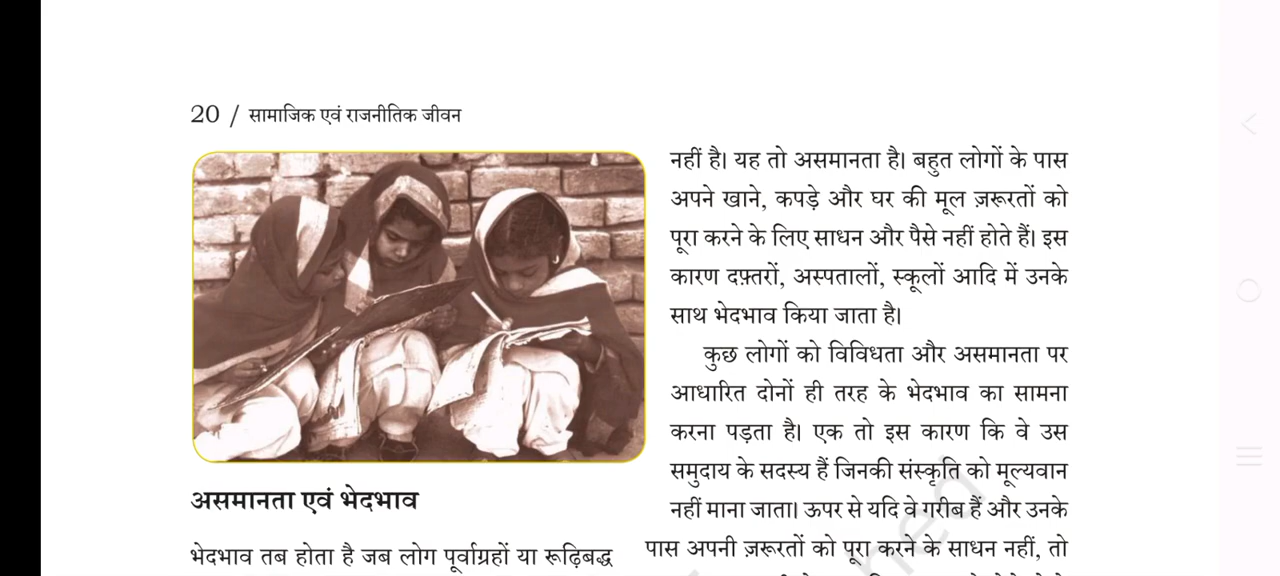 20 / सामाजिक एवं राजनीतिक जीवन
असमानता एवं भेदभाव
भेदभाव तब होता है जब लोग पूर्वाग्रहों या रूढ़िबद्ध
नहीं है। यह तो असमानता है। बहुत लोगों के पास
अपने खाने, कपड़े और घर की मूल ज़रूरतों को
पूरा करने के लिए साधन और पैसे नहीं होते हैं। इस
कारण दफ़्तरों, अस्पतालों, स्कूलों आदि में उनके
साथ भेदभाव किया जाता है।
कुछ लोगों को विविधता और असमानता पर
आधारित दोनों ही तरह के भेदभाव का सामना
करना पड़ता है। एक तो इस कारण कि वे उस
समुदाय के सदस्य हैं जिनकी संस्कृति को मूल्यवान
नहीं माना जाता। ऊपर से यदि वे गरीब हैं और उनके
पास अपनी ज़रूरतों को पूरा करने के साधन नहीं, तो